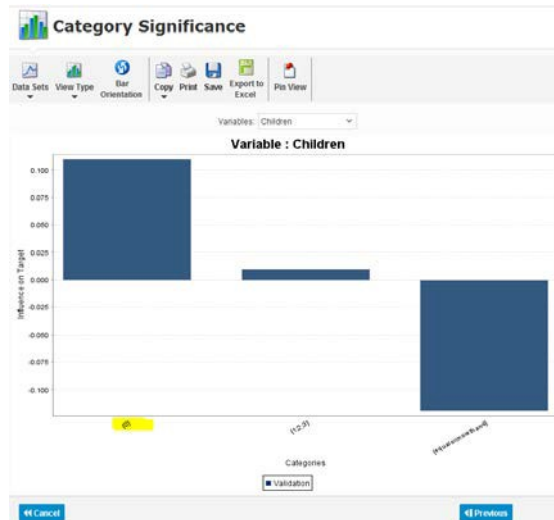 Category Significance
Data Sets View Type Bar Orientation Copy Print Save Export to Excel Pin View
Variables: Children
Variable : Children
0.100
0.075
0.050
0.025
0.000
-0.025
-0.050
-0.075
-0.100
Influence on Target
Categories
Validation
Cancel
Previous